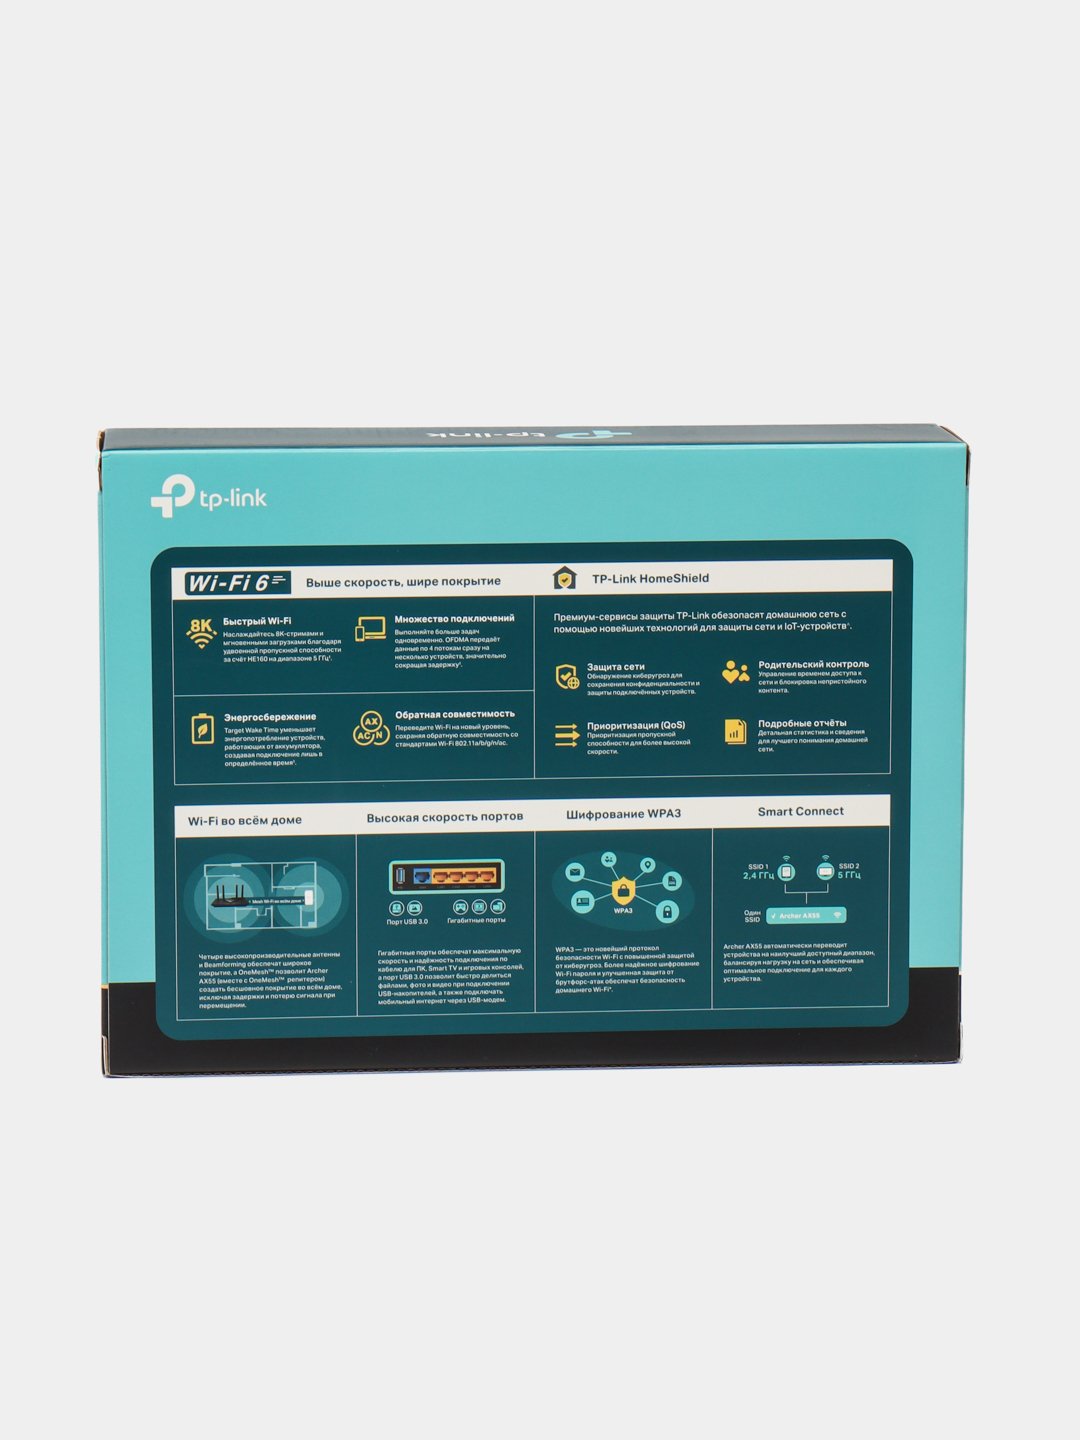 tp-link
tp-link
Wi-Fi 6
Выше скорость, шире покрытие
TP-Link HomeShield
8K
Быстрый Wi-Fi
Наслаждайтесь 8K-стримами и
мгновенными загрузками благодаря
удвоенной пропускной способности
за счёт HE160 на диапазоне 5 ГГц
Множество подключений
Выполняйте больше задач
одновременно. OFDMA передаёт
данные по 4 потокам сразу на
несколько устройств, значительно
сокращая задержку
Энергосбережение
Target Wake Time уменьшает
энергопотребление устройств,
работающих от аккумулятора,
создавая подключение лишь в
определённое время
AX
AC
N
Обратная совместимость
Переведите Wi-Fi на новый уровень,
сохраняя обратную совместимость со
стандартами Wi-Fi 802.11a/b/g/n/ac.
Премиум-сервисы защиты TP-Link обезопасят домашнюю сеть с
помощью новейших технологий для защиты сети и IoT-устройств
Защита сети
Обнаружение киберугроз для
сохранения конфиденциальности и
защиты подключённых устройств.
Родительский контроль
Управление временем доступа к
сети и блокировка непристойного
контента.
Приоритизация (QoS)
Приоритизация пропускной
способности для более высокой
скорости.
Подробные отчёты
Детальная статистика и сведения
для лучшего понимания домашней
сети.
Wi-Fi во всём доме
Mesh Wi-Fi во всём доме
Четыре высокопроизводительные антенны
и Beamforming обеспечат широкое
покрытие, а OneMesh™ позволит Archer
AX55 (вместе с OneMesh™ репитером)
создать бесшовное покрытие во всём доме,
исключая задержки и потерю сигнала при
перемещении.
Высокая скорость портов
Порт USB 3.0
Гигабитные порты
Гигабитные порты обеспечат максимальную
скорость и надёжность подключения по
кабелю для ПК, Smart TV и игровых консолей,
а порт USB 3.0 позволит быстро делиться
файлами, фото и видео при подключении
USB-накопителей, а также подключать
мобильный интернет через USB-модем.
Шифрование WPA3
WPA3
WPA3 — это новейший протокол
безопасности Wi-Fi с повышенной защитой
от киберугроз. Более надёжное шифрование
Wi-Fi пароля и улучшенная защита от
брутфорс-атак обеспечат безопасность
домашнего Wi-Fi
Smart Connect
SSID 1
2,4 ГГц
SSID 2
5 ГГц
Один
SSID
✓ Archer AX55
Archer AX55 автоматически переводит
устройства на наилучший доступный диапазон,
балансируя нагрузку на сеть и обеспечивая
оптимальное подключение для каждого
устройства.